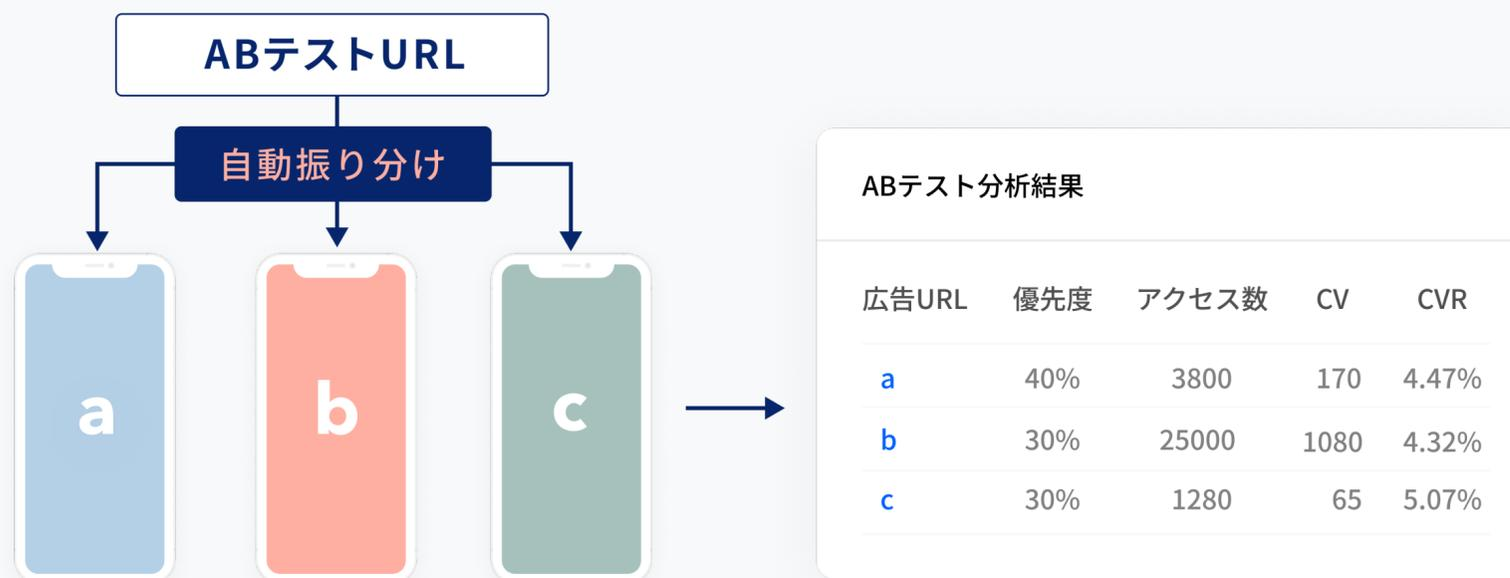 ABテストURL
自動振り分け
a
b
c
ABテスト分析結果
広告URL 優先度 アクセス数 CV CVR
a 40% 3800 170 4.47%
b 30% 25000 1080 4.32%
c 30% 1280 65 5.07%